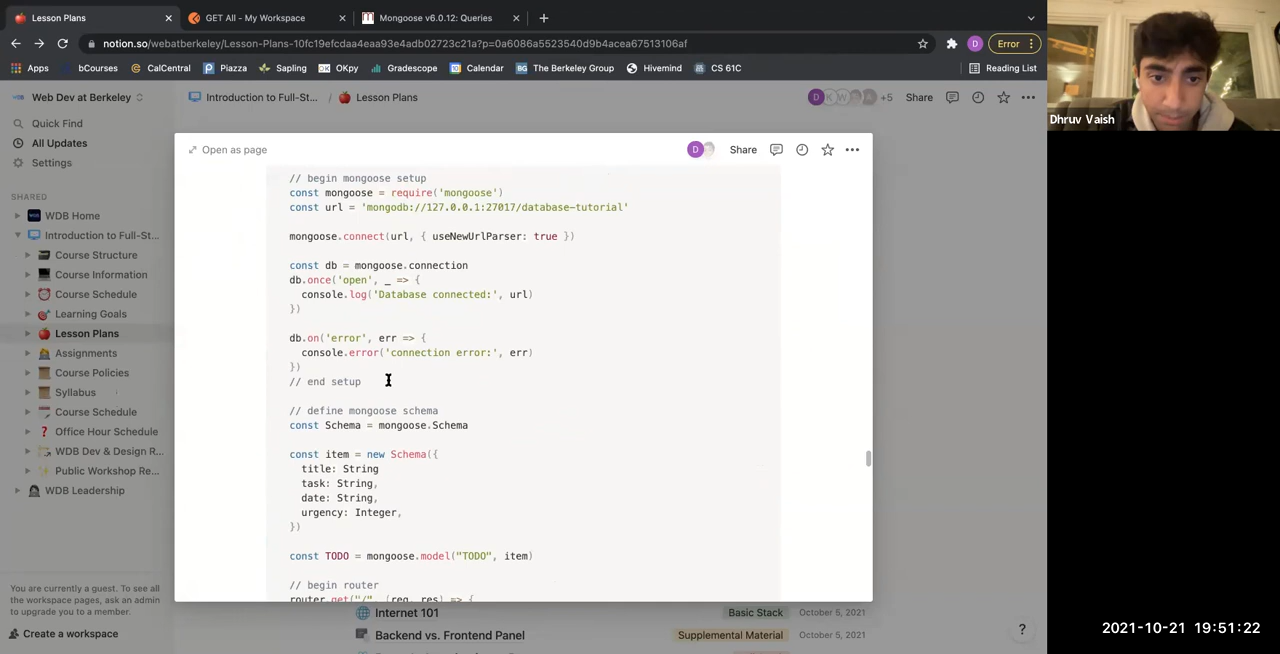 Lesson Plans
GET All - My Workspace
Mongoose v6.0.12: Queries
notion.so/webatberkeley/Lesson-Plans-10fc19efcdaa4eaa93e4adb02723c21a?p=0a6086a5523540d9b4acea67513106af
D
Error
Apps
bCourses
CalCentral
Piazza
Sapling
OK OKpy
Gradescope
Calendar
BG The Berkeley Group
Hivemind
CS 61C
Reading List
Dhruv Vaish
Web Dev at Berkeley
Introduction to Full-St... / Lesson Plans
D K W A +5 Share
Quick Find
All Updates
Settings
SHARED
WDB Home
Introduction to Full-St...
Course Structure
Course Information
Course Schedule
Learning Goals
Lesson Plans
Assignments
Course Policies
Syllabus
Course Schedule
Office Hour Schedule
WDB Dev & Design R...
Public Workshop Re...
WDB Leadership
You are currently a guest. To see all
the workspace pages, ask an admin
to upgrade you to a member.
Create a workspace
Open as page
D Share
// begin mongoose setup
const mongoose = require('mongoose')
const url = 'mongodb://127.0.0.1:27017/database-tutorial'
mongoose.connect(url, { useNewUrlParser: true })
const db = mongoose.connection
db.once('open', _ => {
console.log('Database connected:', url)
})
db.on('error', err => {
console.error('connection error:', err)
})
// end setup
// define mongoose schema
const Schema = mongoose.Schema
const item = new Schema({
title: String
task: String,
date: String,
urgency: Integer,
})
const TODO = mongoose.model("TODO", item)
// begin router
router.get("/", (req, res) => {
Internet 101
Basic Stack
October 5, 2021
Backend vs. Frontend Panel
Supplemental Material
October 5, 2021
?
2021-10-21 19:51:22